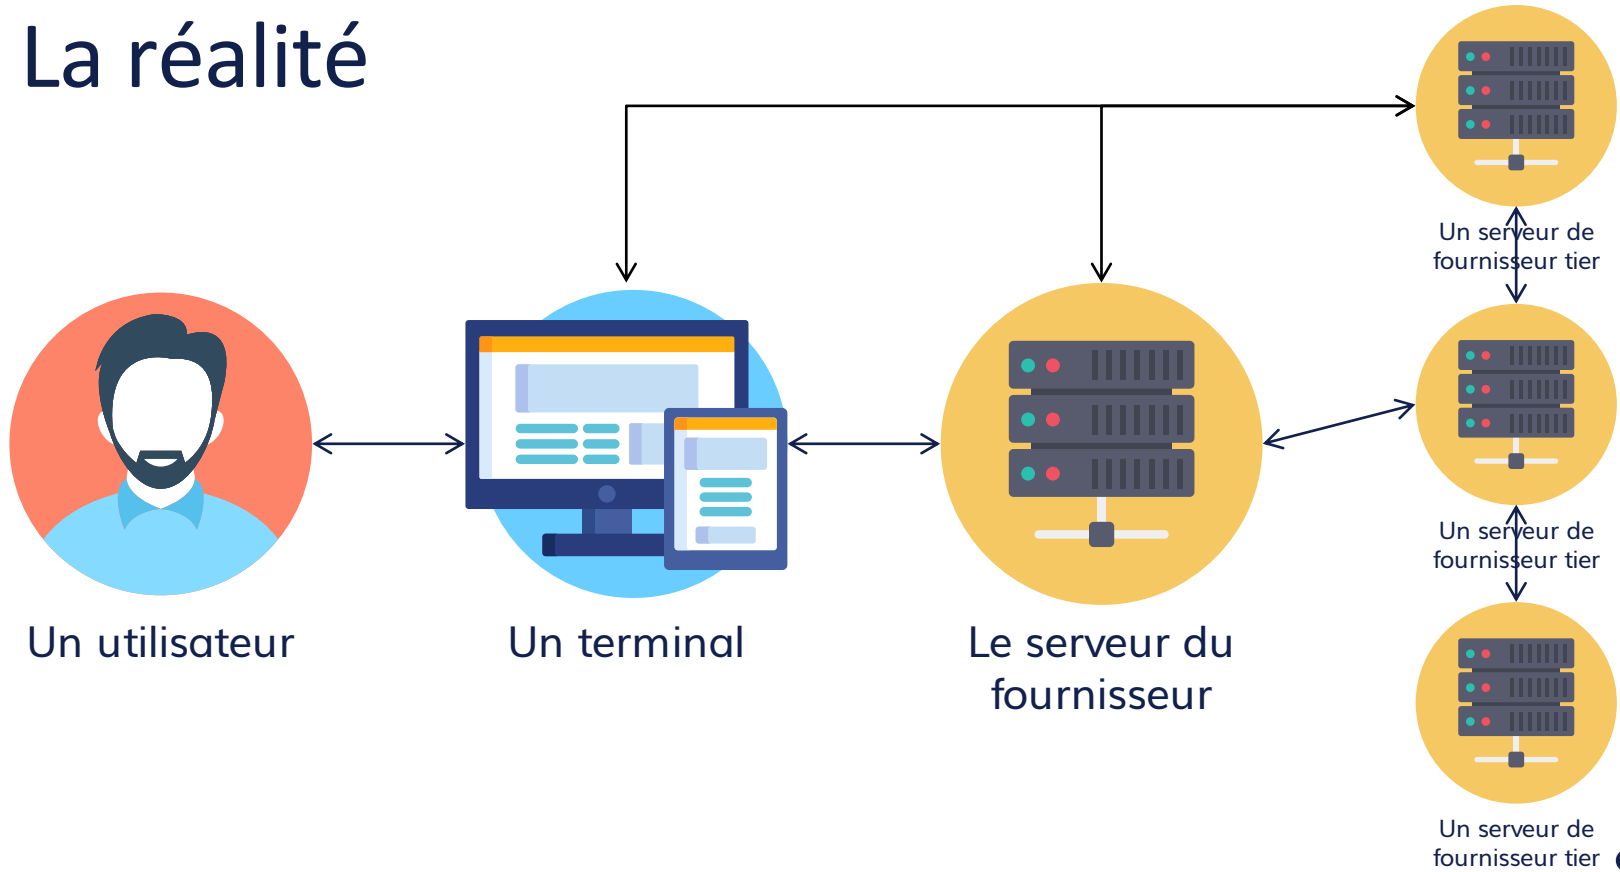 La réalité
Un serveur de
fournisseur tier
Un serveur de
fournisseur tier
Un utilisateur
Un terminal
Le serveur du
fournisseur
Un serveur de
fournisseur tier